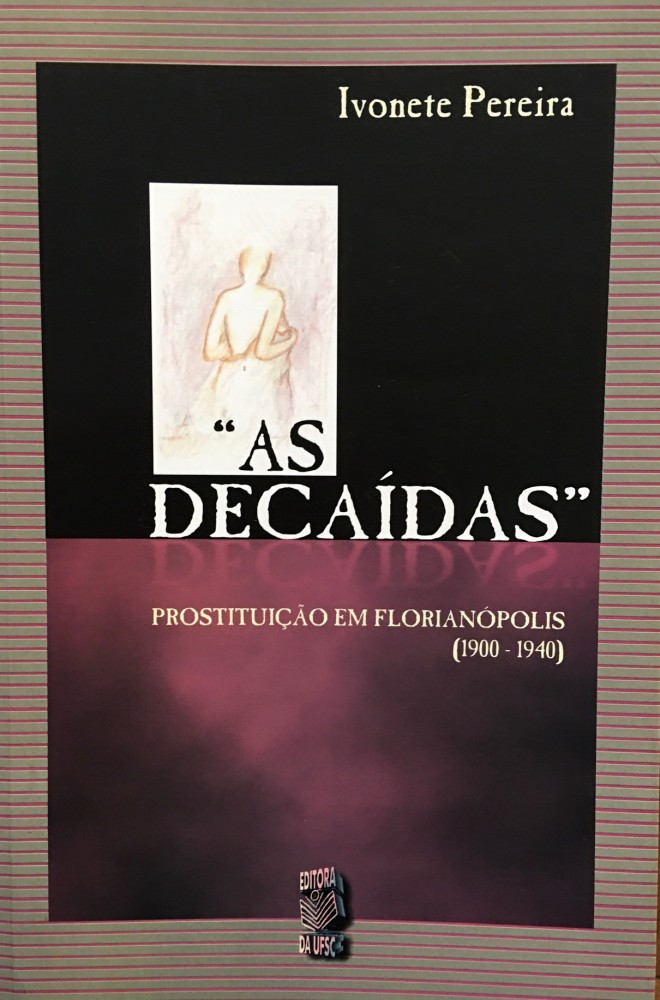 Ivonete Pereira
“AS
DECAÍDAS”
PROSTITUIÇÃO EM FLORIANÓPOLIS
(1900 - 1940)
EDITORA
DA UFSC